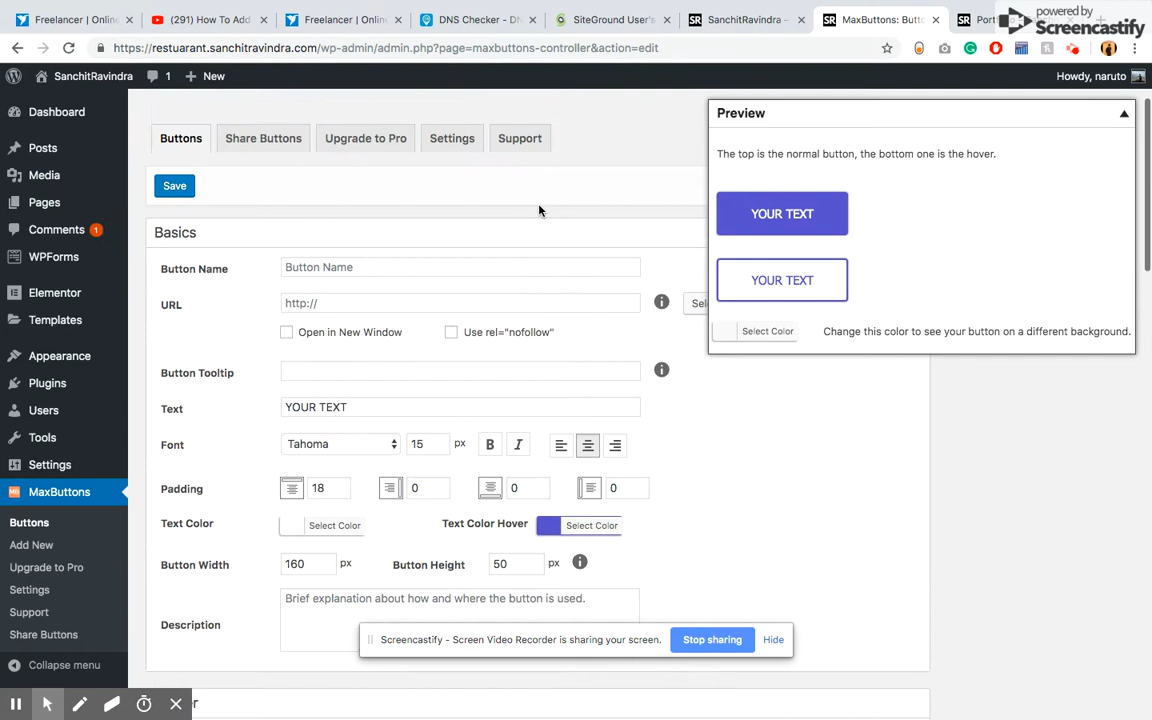 Freelancer | Onlin
(291) How To Add
Freelancer | Onlin
DNS Checker - DN
SiteGround User's
SanchitRavindra –
MaxButtons: Butt
Port
powered by
Screencastify
https://restuarant.sanchitravindra.com/wp-admin/admin.php?page=maxbuttons-controller&action=edit
SanchitRavindra
1
New
Howdy, naruto
Dashboard
Posts
Media
Pages
Comments 1
WPForms
Elementor
Templates
Appearance
Plugins
Users
Tools
Settings
MaxButtons
Buttons
Add New
Upgrade to Pro
Settings
Support
Share Buttons
Collapse menu
Buttons
Share Buttons
Upgrade to Pro
Settings
Support
Save
Basics
Button Name
Button Name
URL
http://
Sel
Open in New Window
Use rel="nofollow"
Button Tooltip
Text
YOUR TEXT
Font
Tahoma
15 px
B I
Padding
18
0
0
0
Text Color
Select Color
Text Color Hover
Select Color
Button Width
160 px
Button Height
50 px
Description
Brief explanation about how and where the button is used.
Preview
The top is the normal button, the bottom one is the hover.
YOUR TEXT
YOUR TEXT
Select Color
Change this color to see your button on a different background.
Screencastify - Screen Video Recorder is sharing your screen.
Stop sharing
Hide